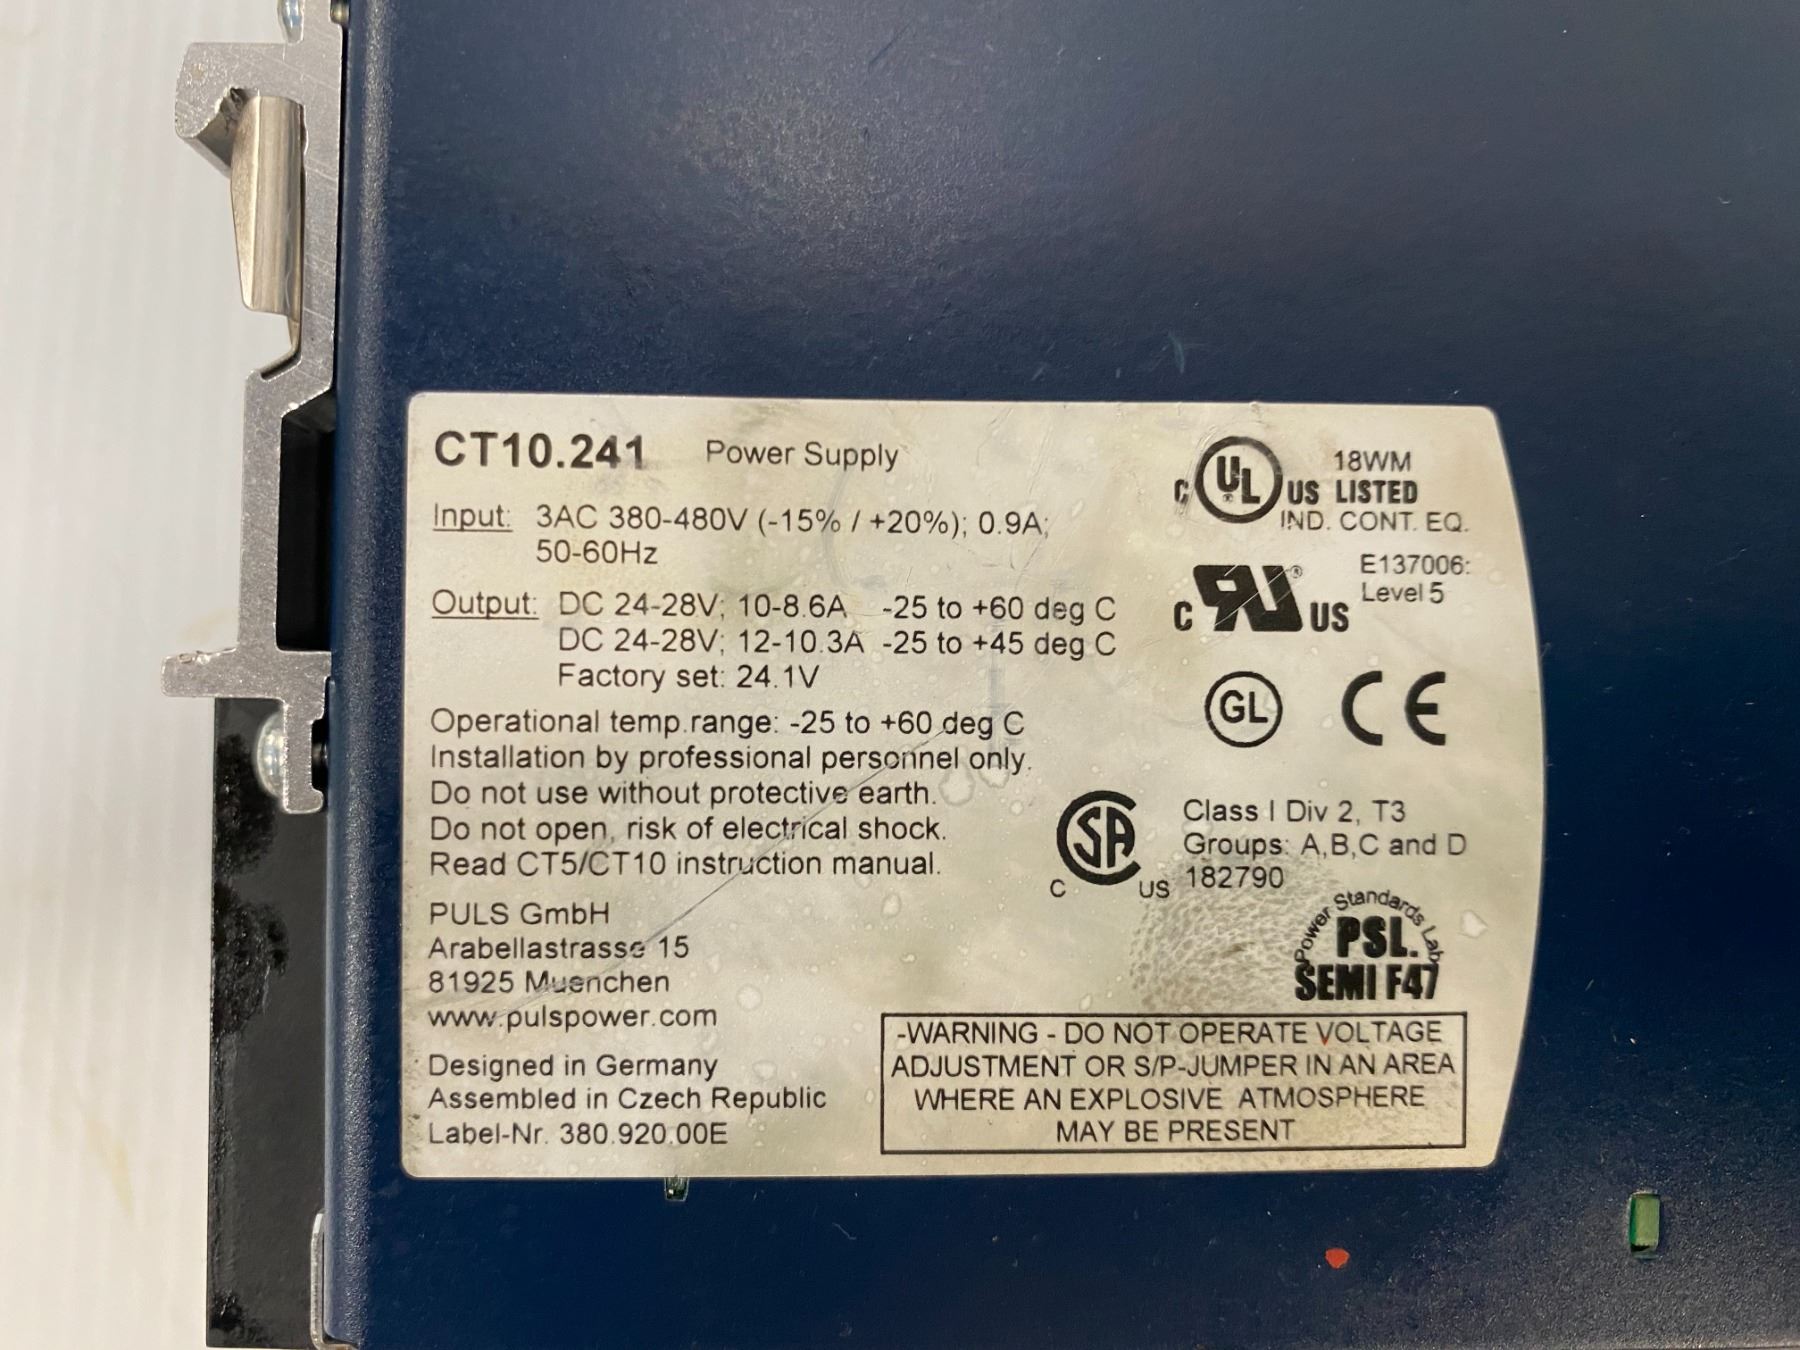 CT10.241 Power Supply
Input: 3AC 380-480V (-15% / +20%); 0.9A;
50-60Hz
Output: DC 24-28V; 10-8.6A -25 to +60 deg C
DC 24-28V; 12-10.3A -25 to +45 deg C
Factory set: 24.1V
Operational temp.range: -25 to +60 deg C
Installation by professional personnel only.
Do not use without protective earth.
Do not open, risk of electrical shock.
Read CT5/CT10 instruction manual.
PULS GmbH
Arabellastrasse 15
81925 Muenchen
www.pulspower.com
Designed in Germany
Assembled in Czech Republic
Label-Nr. 380.920.00E
C UL ® US 18WM
LISTED
IND. CONT. EQ.
C RU ® US E137006:
Level 5
GL CE
C SA US Class I Div 2, T3
Groups: A,B,C and D
182790
Power Standards Lab
PSL.
SEMI F47
-WARNING - DO NOT OPERATE VOLTAGE
ADJUSTMENT OR S/P-JUMPER IN AN AREA
WHERE AN EXPLOSIVE ATMOSPHERE
MAY BE PRESENT